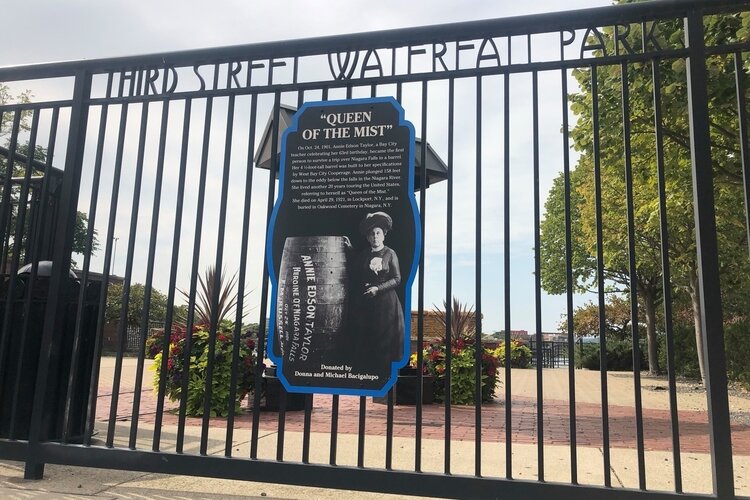 THIRD STREET WATERFALL PARK
"QUEEN
OF THE MIST"
On Oct. 24, 1901, Annie Edson Taylor, a Bay City
teacher celebrating her 63rd birthday, became the first
person to survive a trip over Niagara Falls in a barrel.
Her 4 ½-foot-tall barrel was built to her specifications
by West Bay City Cooperage. Annie plunged 158 feet
down to the eddy below the falls in the Niagara River.
She lived another 20 years touring the United States,
referring to herself as "Queen of the Mist."
She died on April 29, 1921, in Lockport, N.Y., and is
buried in Oakwood Cemetery in Niagara, N.Y.
ANNIE EDSON TAYLOR
HEROINE OF NIAGARA FALLS
Donated by
Donna and Michael Bacigalupo